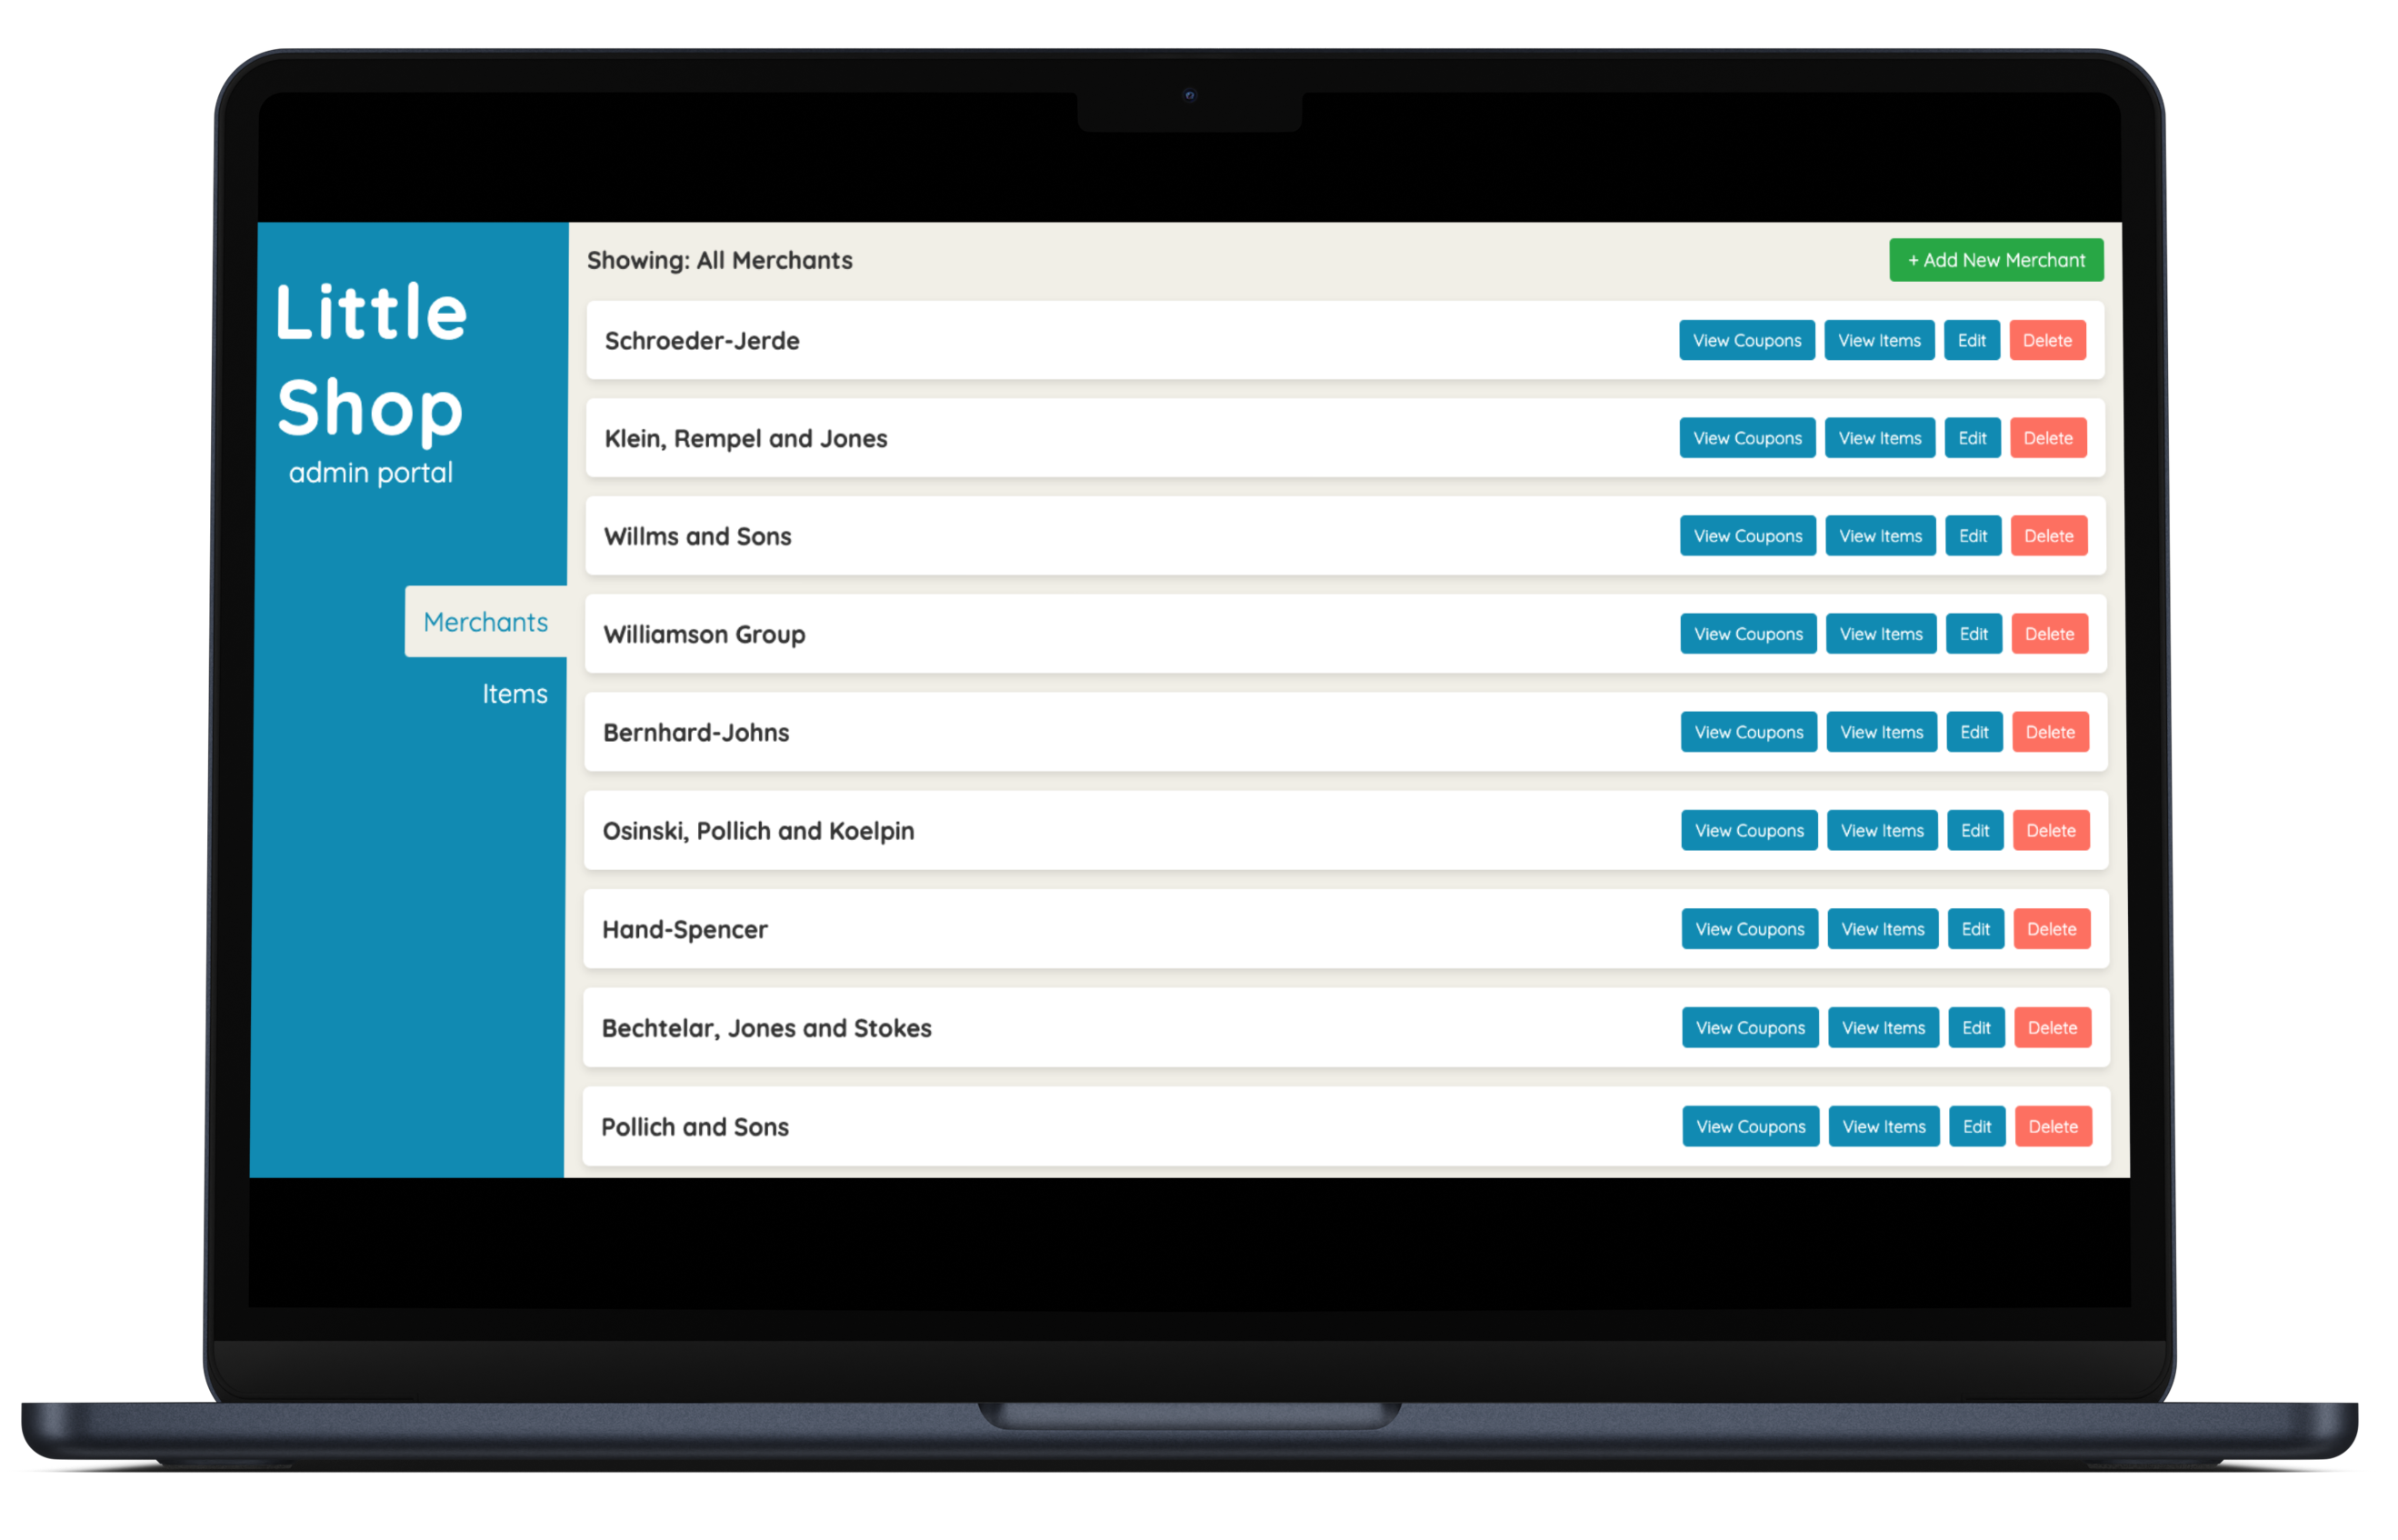 Little
Shop
admin portal
Merchants
Items
Showing: All Merchants
+ Add New Merchant
Schroeder-Jerde View Coupons View Items Edit Delete
Klein, Rempel and Jones View Coupons View Items Edit Delete
Willms and Sons View Coupons View Items Edit Delete
Williamson Group View Coupons View Items Edit Delete
Bernhard-Johns View Coupons View Items Edit Delete
Osinski, Pollich and Koelpin View Coupons View Items Edit Delete
Hand-Spencer View Coupons View Items Edit Delete
Bechtelar, Jones and Stokes View Coupons View Items Edit Delete
Pollich and Sons View Coupons View Items Edit Delete